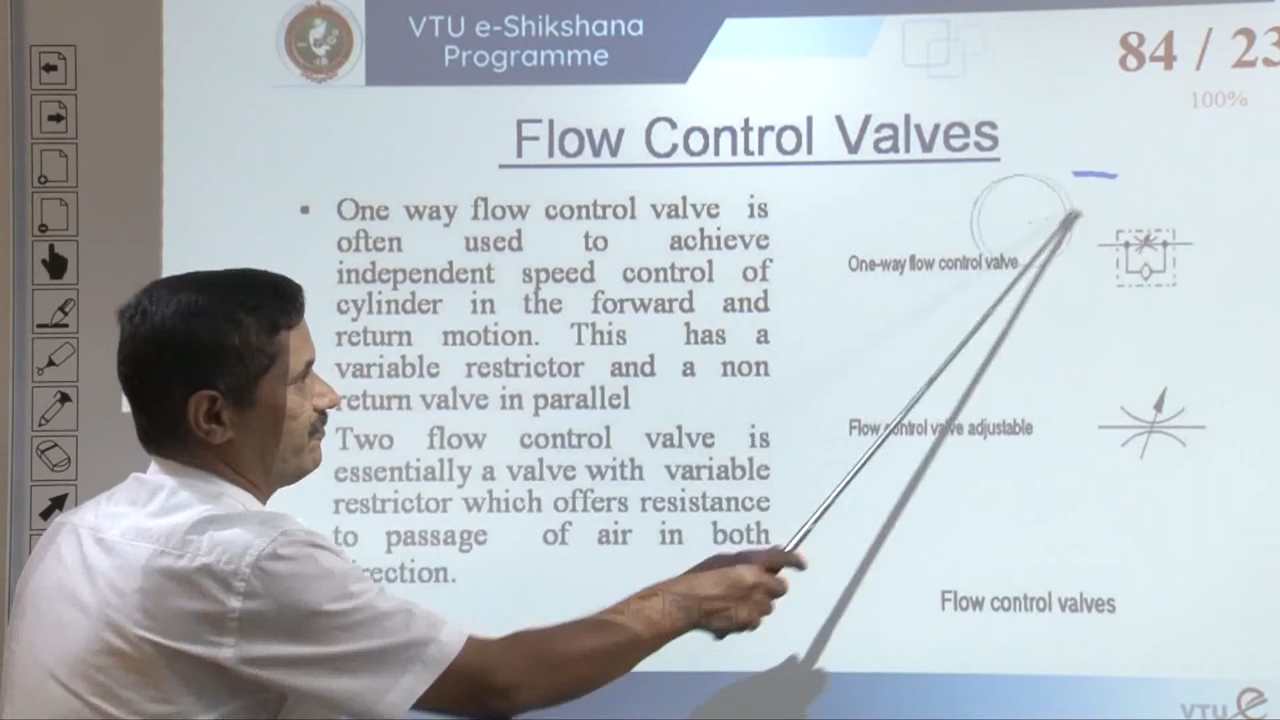 VTU e-Shikshana
Programme
84 / 23
100%
Flow Control Valves
▪ One way flow control valve is
often used to achieve
independent speed control of
cylinder in the forward and
return motion. This has a
variable restrictor and a non
return valve in parallel
Two flow control valve is
essentially a valve with variable
restrictor which offers resistance
to passage of air in both
One-way flow control valve
Flow control valve adjustable
Flow control valves
VTU e